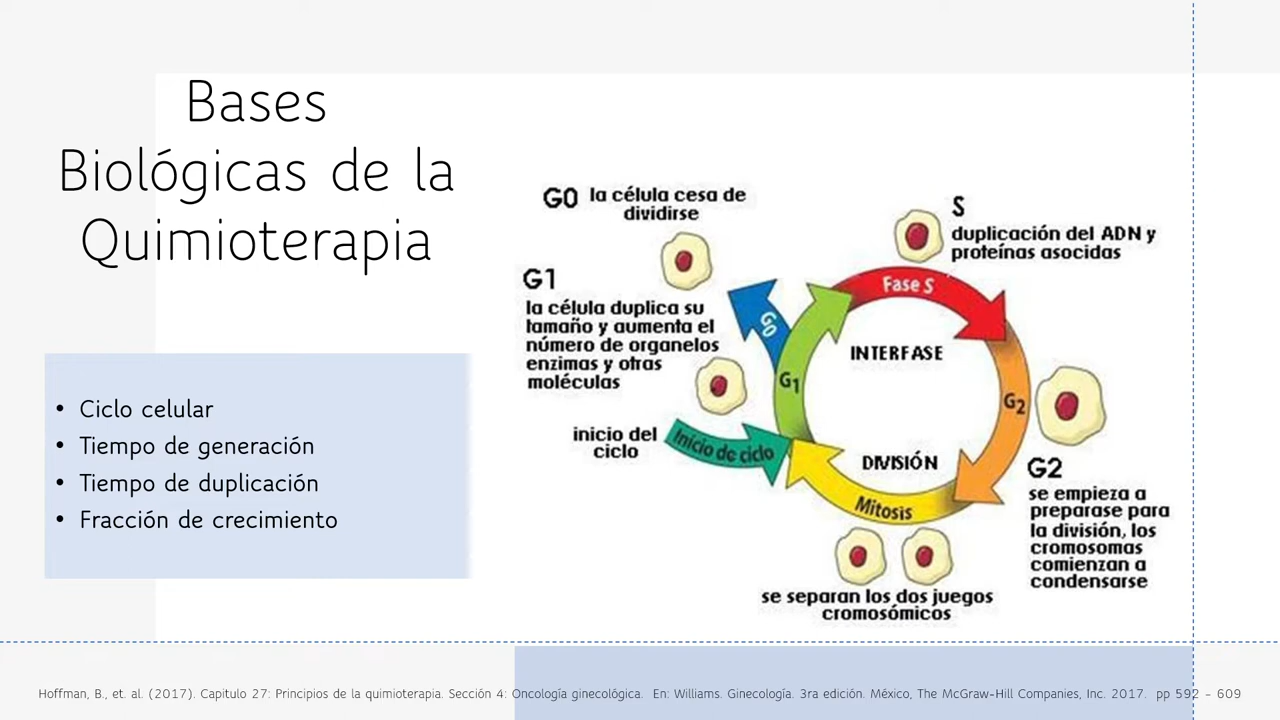 Bases
Biológicas de la
Quimioterapia
• Ciclo celular
• Tiempo de generación
• Tiempo de duplicación
• Fracción de crecimiento
G0 la célula cesa de
dividirse
S
duplicación del ADN y
proteínas asocidas
G1
la célula duplica su
tamaño y aumenta el
número de organelos
enzimas y otras
moléculas
inicio del
ciclo
Inicio de ciclo
G0
G1
Fase S
INTERFASE
G2
DIVISIÓN
Mitosis
G2
se empieza a
preparase para
la división, los
cromosomas
comienzan a
condensarse
se separan los dos juegos
cromosómicos
Hoffman, B., et. al. (2017). Capitulo 27: Principios de la quimioterapia. Sección 4: Oncología ginecológica. En: Williams. Ginecología. 3ra edición. México, The McGraw-Hill Companies, Inc. 2017. pp 592 - 609